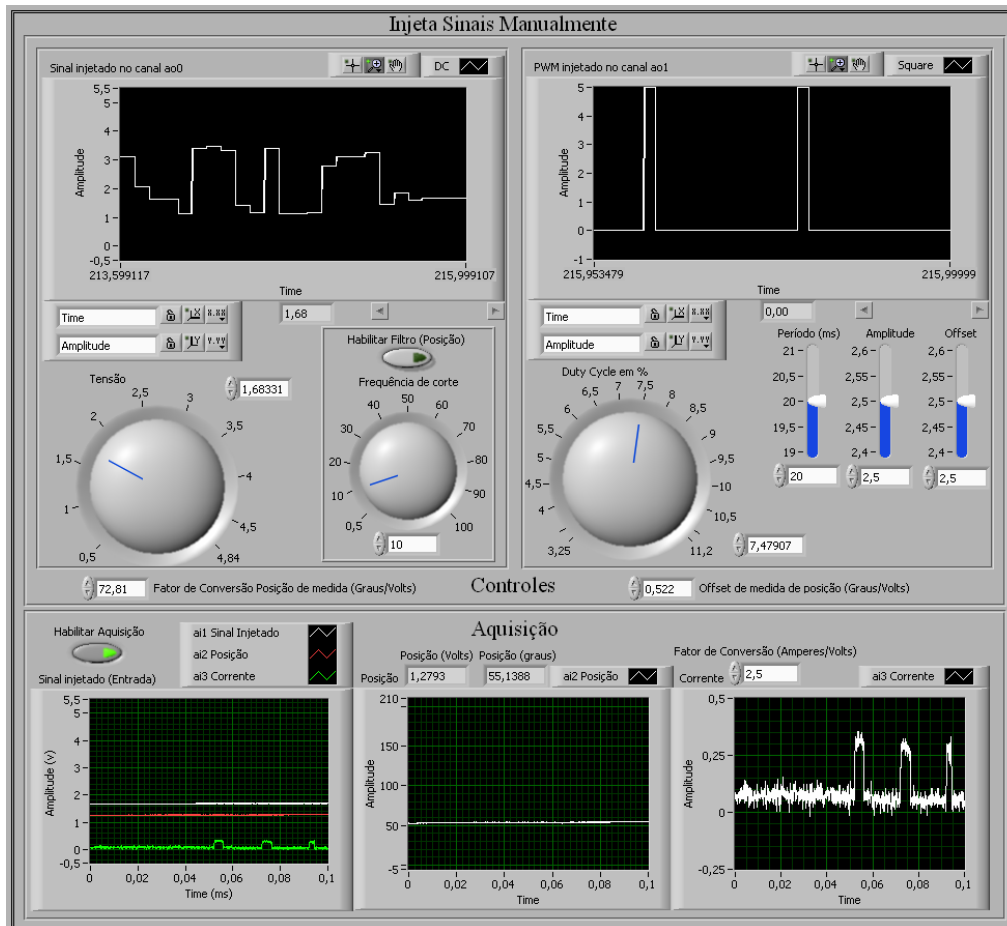 Injeta Sinais Manualmente
Sinal injetado no canal ao0
DC
Amplitude
5,5
5
4
3
2
1
0
-0,5
213,599117
215,999107
Time
Time
X.XX
1,68
Amplitude
Y.YY
Tensão
1,68331
0,5
1
1,5
2
2,5
3
3,5
4
4,5
4,84
Habilitar Filtro (Posição)
Frequência de corte
0,5
10
20
30
40
50
60
70
80
90
100
10
PWM injetado no canal ao1
Square
Amplitude
5
4
3
2
1
0
-1
215,953479
215,99999
Time
Time
X.XX
0,00
Amplitude
Y.YY
Duty Cycle em %
3,25
4
4,5
5
5,5
6
6,5
7
7,5
8
8,5
9
9,5
10
10,5
11,2
7,47907
Período (ms)
21
20,5
20
19,5
19
20
Amplitude
2,6
2,55
2,5
2,45
2,4
2,5
Offset
2,6
2,55
2,5
2,45
2,4
2,5
72,81
Fator de Conversão Posição de medida (Graus/Volts)
Controles
0,522
Offset de medida de posição (Graus/Volts)
Aquisição
Habilitar Aquisição
ai1 Sinal Injetado
ai2 Posição
ai3 Corrente
Sinal injetado (Entrada)
Amplitude (v)
5,5
5
4
3
2
1
0
-0,5
0
0,02
0,04
0,06
0,08
0,1
Time (ms)
Posição (Volts)
Posição (graus)
Posição
1,2793
55,1388
ai2 Posição
Amplitude
210
150
100
50
-5
0
0,02
0,04
0,06
0,08
0,1
Time
Fator de Conversão (Amperes/Volts)
Corrente
2,5
ai3 Corrente
Amplitude
0,5
0,25
0
-0,25
0
0,02
0,04
0,06
0,08
0,1
Time